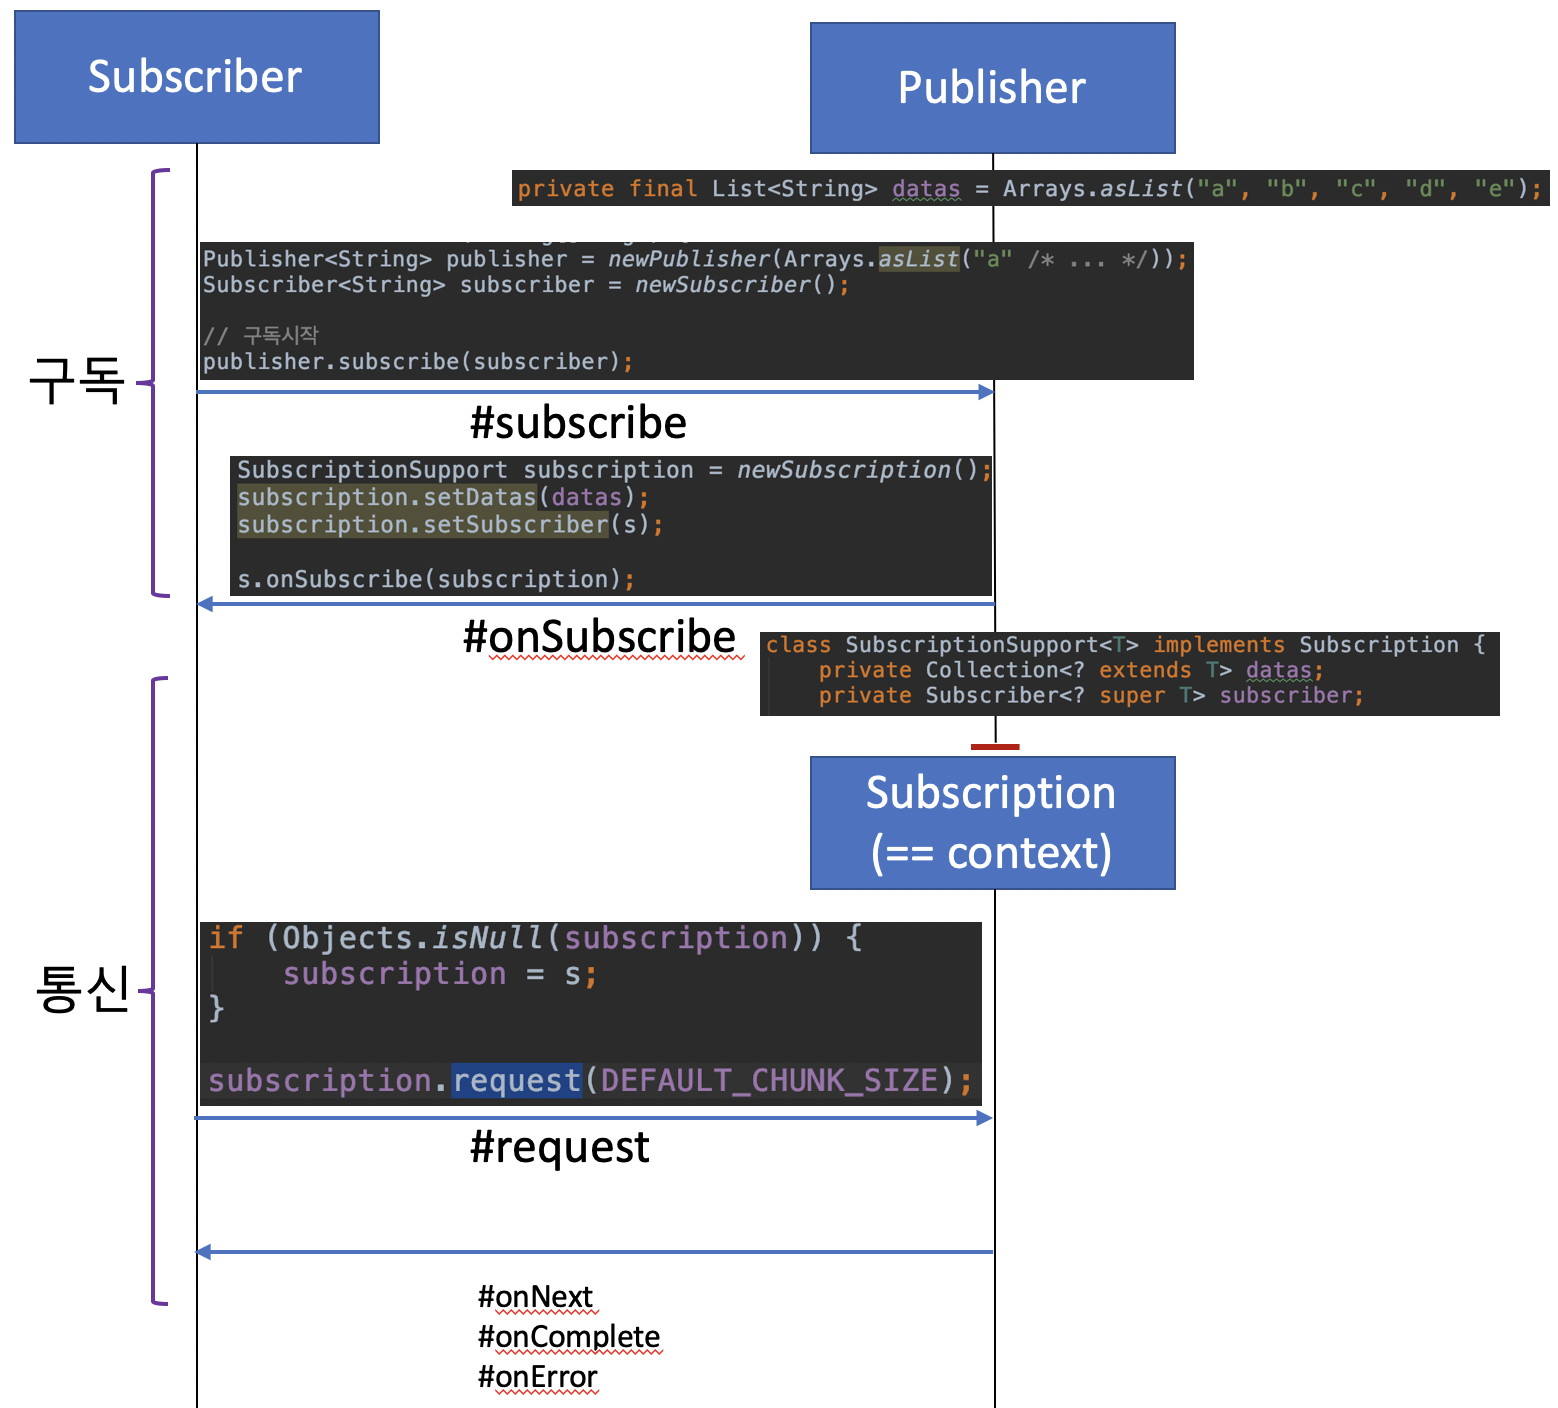 Subscriber
Publisher
private final List<String> datas = Arrays.asList("a", "b", "c", "d", "e");
Publisher<String> publisher = newPublisher(Arrays.asList("a" /* ... */));
Subscriber<String> subscriber = newSubscriber();
// 구독시작
publisher.subscribe(subscriber);
구독
#subscribe
SubscriptionSupport subscription = newSubscription();
subscription.setDatas(datas);
subscription.setSubscriber(s);
s.onSubscribe(subscription);
#onSubscribe
class SubscriptionSupport<T> implements Subscription {
private Collection<? extends T> datas;
private Subscriber<? super T> subscriber;
Subscription
(== context)
if (Objects.isNull(subscription)) {
subscription = s;
}
통신
subscription.request(DEFAULT_CHUNK_SIZE);
#request
#onNext
#onComplete
#onError